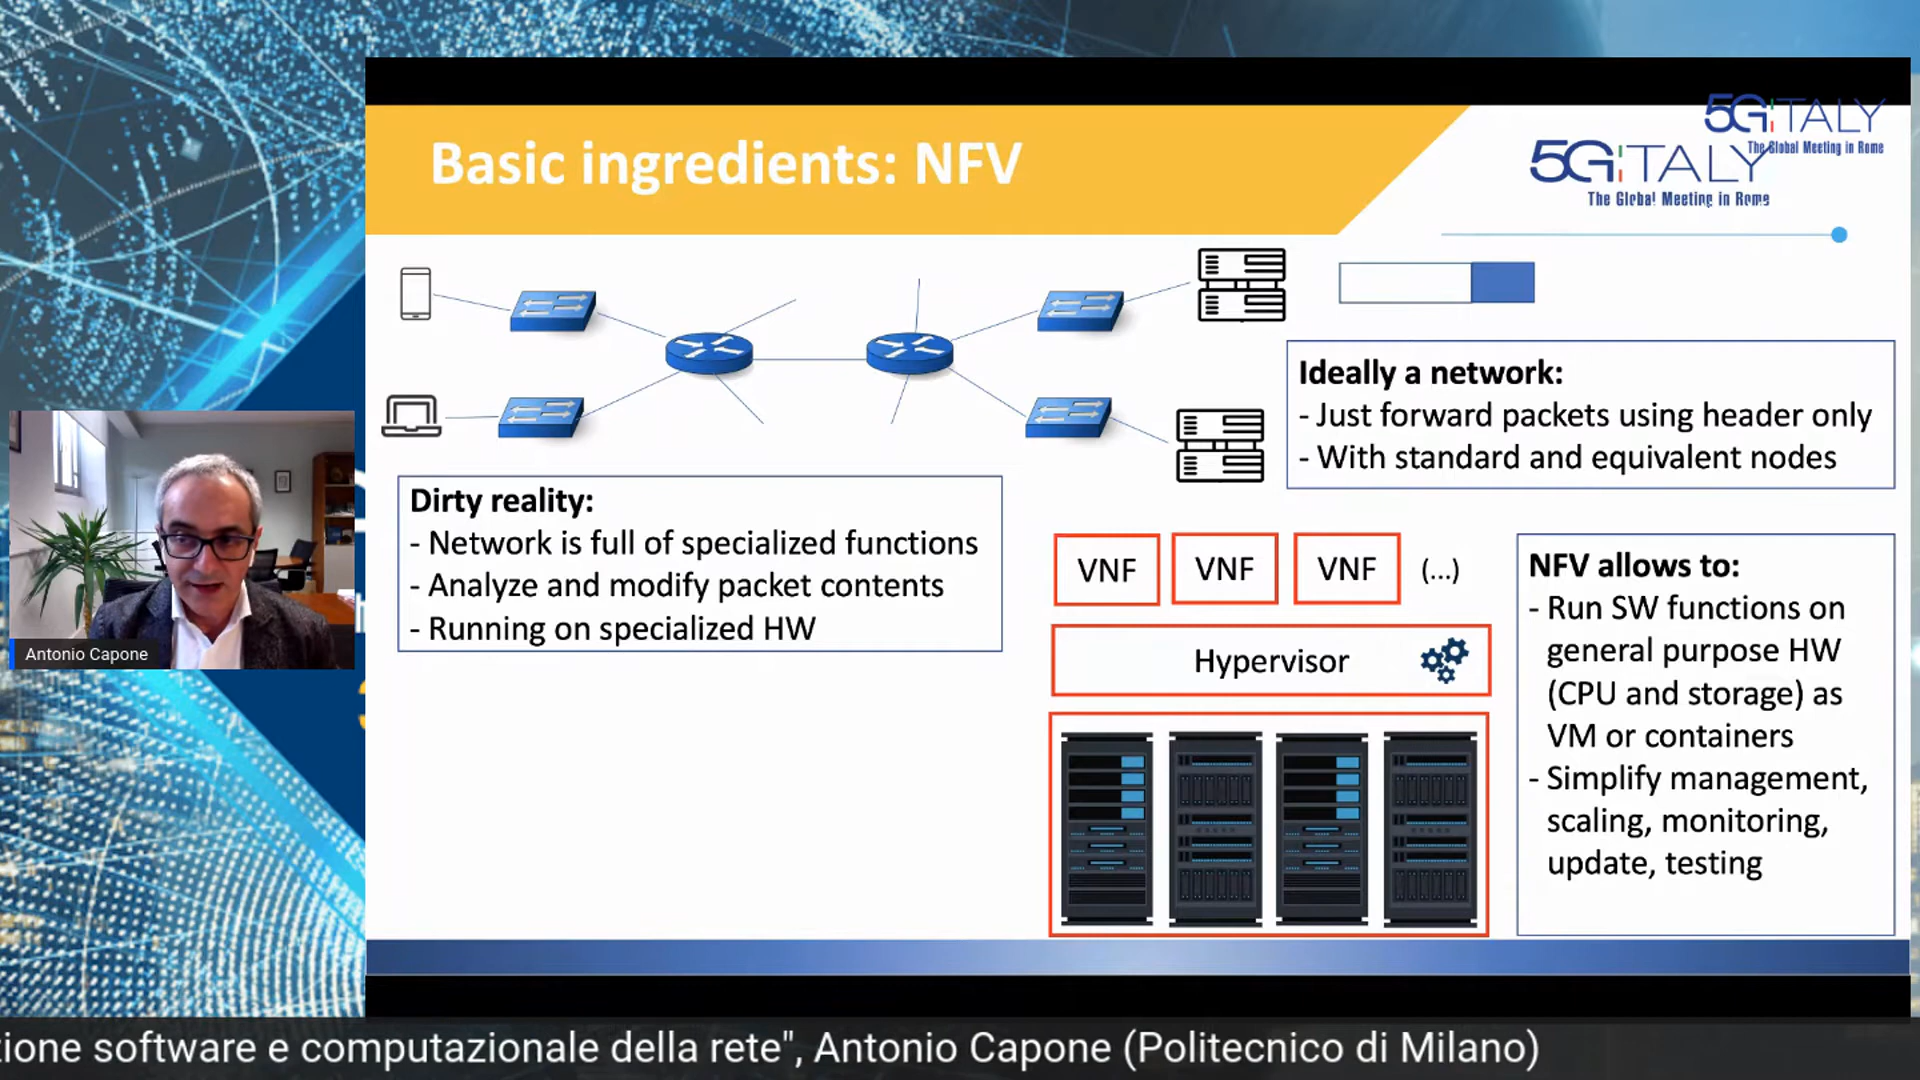 Basic ingredients: NFV
5G:ITALY
The Global Meeting in Rome
5G:ITALY
The Global Meeting in Rome
Ideally a network:
- Just forward packets using header only
- With standard and equivalent nodes
Dirty reality:
- Network is full of specialized functions
- Analyze and modify packet contents
- Running on specialized HW
VNF VNF VNF (...)
Hypervisor
NFV allows to:
- Run SW functions on
general purpose HW
(CPU and storage) as
VM or containers
- Simplify management,
scaling, monitoring,
update, testing
Antonio Capone
zione software e computazionale della rete", Antonio Capone (Politecnico di Milano)